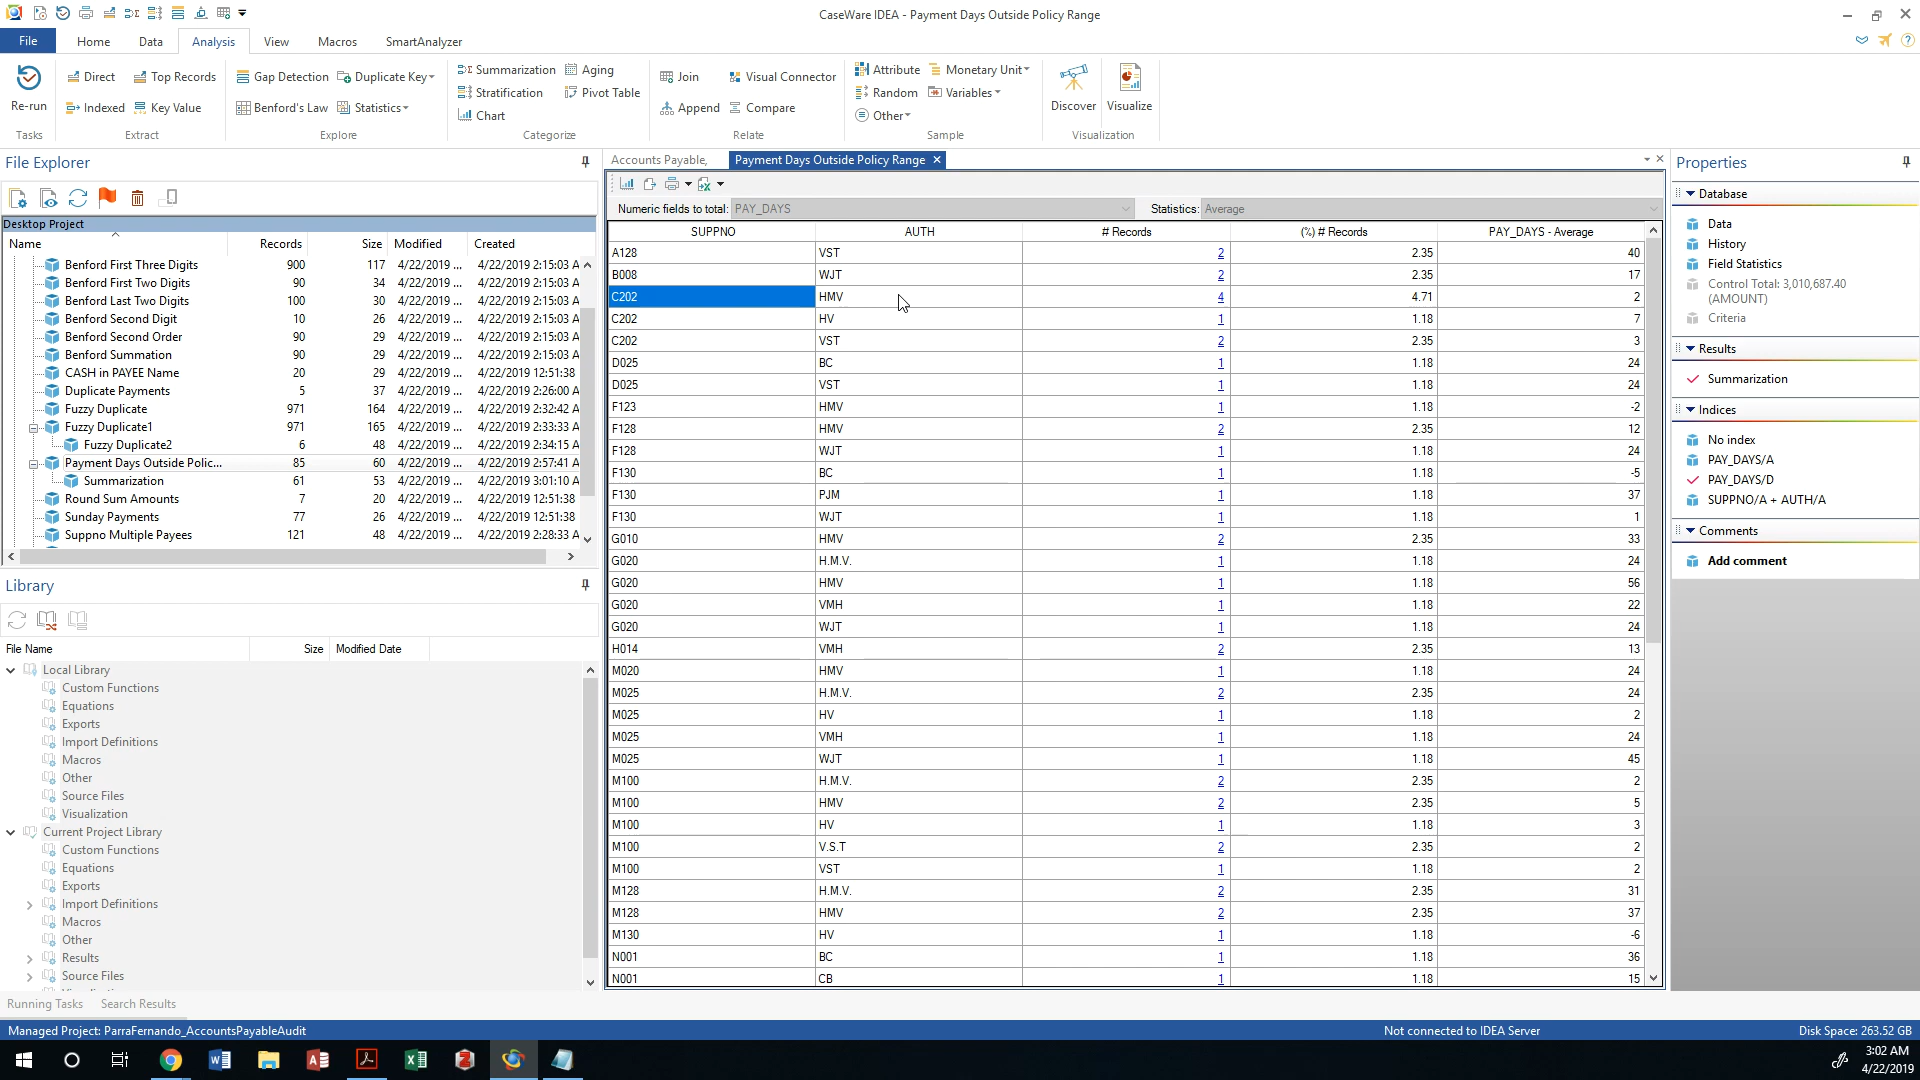 CaseWare IDEA - Payment Days Outside Policy Range
File Home Data Analysis View Macros SmartAnalyzer
Re-run
Tasks
Direct Top Records
Indexed Key Value
Extract
Gap Detection Duplicate Key
Benford's Law Statistics
Explore
Summarization Aging
Stratification Pivot Table
Chart
Categorize
Join Visual Connector
Append Compare
Relate
Attribute Monetary Unit
Random Variables
Other
Sample
Discover Visualize
Visualization
File Explorer
Desktop Project
Name Records Size Modified Created
Benford First Three Digits 900 117 4/22/2019 ... 4/22/2019 2:15:03 A
Benford First Two Digits 90 34 4/22/2019 ... 4/22/2019 2:15:03 A
Benford Last Two Digits 100 30 4/22/2019 ... 4/22/2019 2:15:03 A
Benford Second Digit 10 26 4/22/2019 ... 4/22/2019 2:15:03 A
Benford Second Order 90 29 4/22/2019 ... 4/22/2019 2:15:03 A
Benford Summation 90 29 4/22/2019 ... 4/22/2019 2:15:03 A
CASH in PAYEE Name 20 29 4/22/2019 ... 4/22/2019 12:51:38
Duplicate Payments 5 37 4/22/2019 ... 4/22/2019 2:26:00 A
Fuzzy Duplicate 971 164 4/22/2019 ... 4/22/2019 2:32:42 A
Fuzzy Duplicate1 971 165 4/22/2019 ... 4/22/2019 2:33:33 A
Fuzzy Duplicate2 6 48 4/22/2019 ... 4/22/2019 2:34:15 A
Payment Days Outside Polic... 85 60 4/22/2019 ... 4/22/2019 2:57:41 A
Summarization 61 53 4/22/2019 ... 4/22/2019 3:01:10 A
Round Sum Amounts 7 20 4/22/2019 ... 4/22/2019 12:51:38
Sunday Payments 77 26 4/22/2019 ... 4/22/2019 12:51:38
Suppno Multiple Payees 121 48 4/22/2019 ... 4/22/2019 2:28:33 A
Library
File Name Size Modified Date
Local Library
Custom Functions
Equations
Exports
Import Definitions
Macros
Other
Source Files
Visualization
Current Project Library
Custom Functions
Equations
Exports
Import Definitions
Macros
Other
Results
Source Files
Running Tasks Search Results
Accounts Payable, Payment Days Outside Policy Range
Numeric fields to total: PAY_DAYS Statistics: Average
SUPPNO AUTH # Records (%) # Records PAY_DAYS - Average
A128 VST 2 2.35 40
B008 WJT 2 2.35 17
C202 HMV 4 4.71 2
C202 HV 1 1.18 7
C202 VST 2 2.35 3
D025 BC 1 1.18 24
D025 VST 1 1.18 24
F123 HMV 1 1.18 -2
F128 HMV 2 2.35 12
F128 WJT 1 1.18 24
F130 BC 1 1.18 -5
F130 PJM 1 1.18 37
F130 WJT 1 1.18 1
G010 HMV 2 2.35 33
G020 H.M.V. 1 1.18 24
G020 HMV 1 1.18 56
G020 VMH 1 1.18 22
G020 WJT 1 1.18 24
H014 VMH 2 2.35 13
M020 HMV 1 1.18 24
M025 H.M.V. 2 2.35 24
M025 HV 1 1.18 2
M025 VMH 1 1.18 24
M025 WJT 1 1.18 45
M100 H.M.V. 2 2.35 2
M100 HMV 2 2.35 5
M100 HV 1 1.18 3
M100 V.S.T 2 2.35 2
M100 VST 1 1.18 2
M128 H.M.V. 2 2.35 31
M128 HMV 2 2.35 37
M130 HV 1 1.18 -6
N001 BC 1 1.18 36
N001 CB 1 1.18 15
Properties
Database
Data
History
Field Statistics
Control Total: 3,010,687.40
(AMOUNT)
Criteria
Results
Summarization
Indices
No index
PAY_DAYS/A
PAY_DAYS/D
SUPPNO/A + AUTH/A
Comments
Add comment
Managed Project: ParraFernando_AccountsPayableAudit Not connected to IDEA Server Disk Space: 263.52 GB
3:02 AM
4/22/2019